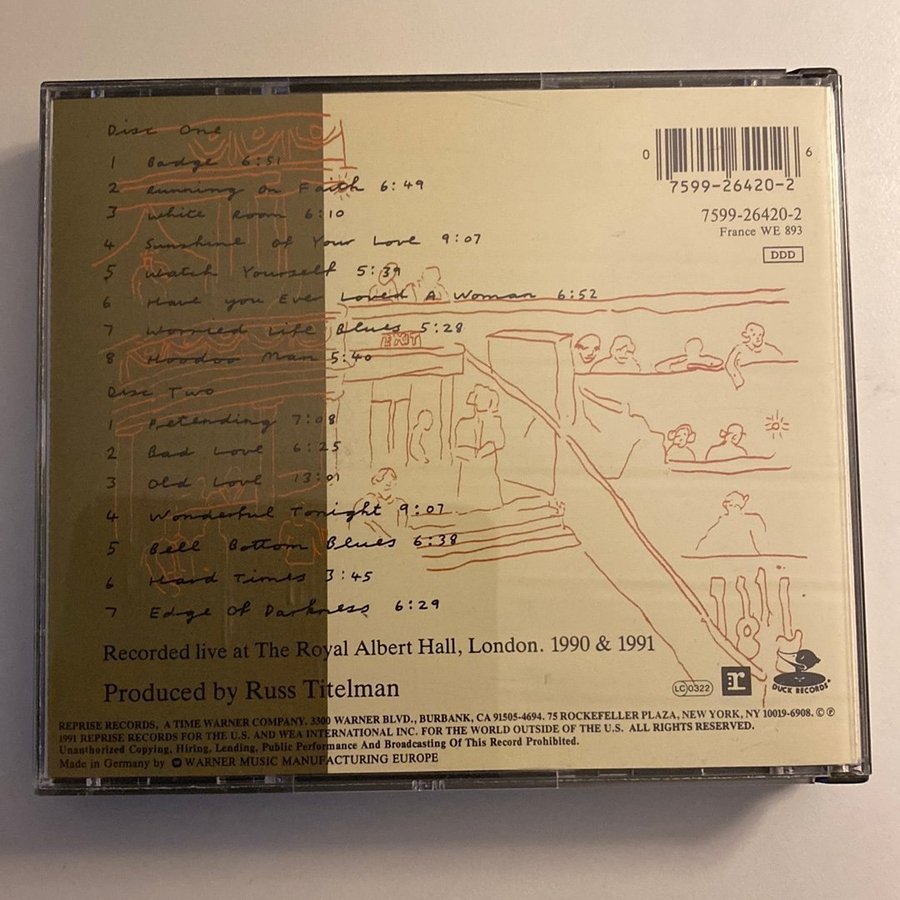 Disc One
1 Badge 6:51
2 Running on Faith 6:49
3 White Room 6:10
4 Sunshine of Your Love 9:07
5 Watch Yourself 5:39
6 Have you Ever Loved A Woman 6:52
7 Worried Life Blues 5:28
8 Hoodoo Man 5:40
Disc Two
1 Pretending 7:08
2 Bad Love 6:25
3 Old Love 13:01
4 Wonderful Tonight 9:07
5 Bell Bottom Blues 6:38
6 Hard Times 3:45
7 Edge Of Darkness 6:29
0 6
7599-26420-2
7599-26420-2
France WE 893
DDD
EXIT
Recorded live at The Royal Albert Hall, London. 1990 & 1991
Produced by Russ Titelman
LC 0322
r
DUCK RECORDS
REPRISE RECORDS, A TIME WARNER COMPANY. 3300 WARNER BLVD., BURBANK, CA 91505-4694. 75 ROCKEFELLER PLAZA, NEW YORK, NY 10019-6908. © ℗
1991 REPRISE RECORDS FOR THE U.S. AND WEA INTERNATIONAL INC. FOR THE WORLD OUTSIDE OF THE U.S. ALL RIGHTS RESERVED.
Unauthorized Copying, Hiring, Lending, Public Performance And Broadcasting Of This Record Prohibited.
Made in Germany by WARNER MUSIC MANUFACTURING EUROPE